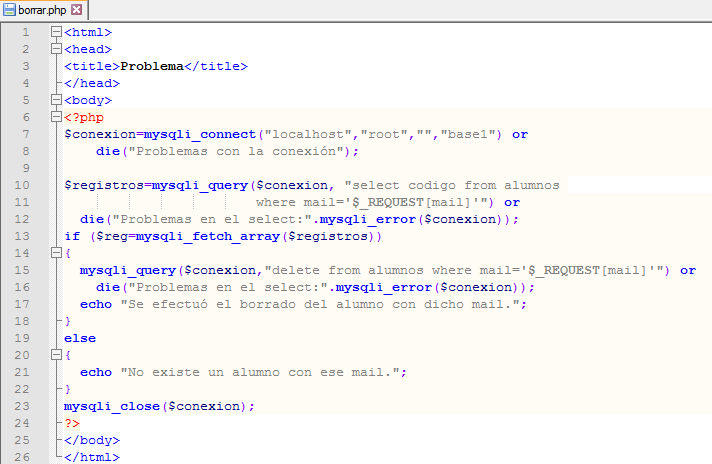 borrar.php
1 <html>
2 <head>
3 <title>Problema</title>
4 </head>
5 <body>
6 <?php
7 $conexion=mysqli_connect("localhost","root","","base1") or
8 die("Problemas con la conexión");
9
10 $registros=mysqli_query($conexion, "select codigo from alumnos
11 where mail='$_REQUEST[mail]'") or
12 die("Problemas en el select:".mysqli_error($conexion));
13 if ($reg=mysqli_fetch_array($registros))
14 {
15 mysqli_query($conexion,"delete from alumnos where mail='$_REQUEST[mail]'") or
16 die("Problemas en el select:".mysqli_error($conexion));
17 echo "Se efectuó el borrado del alumno con dicho mail.";
18 }
19 else
20 {
21 echo "No existe un alumno con ese mail.";
22 }
23 mysqli_close($conexion);
24 ?>
25 </body>
26 </html>